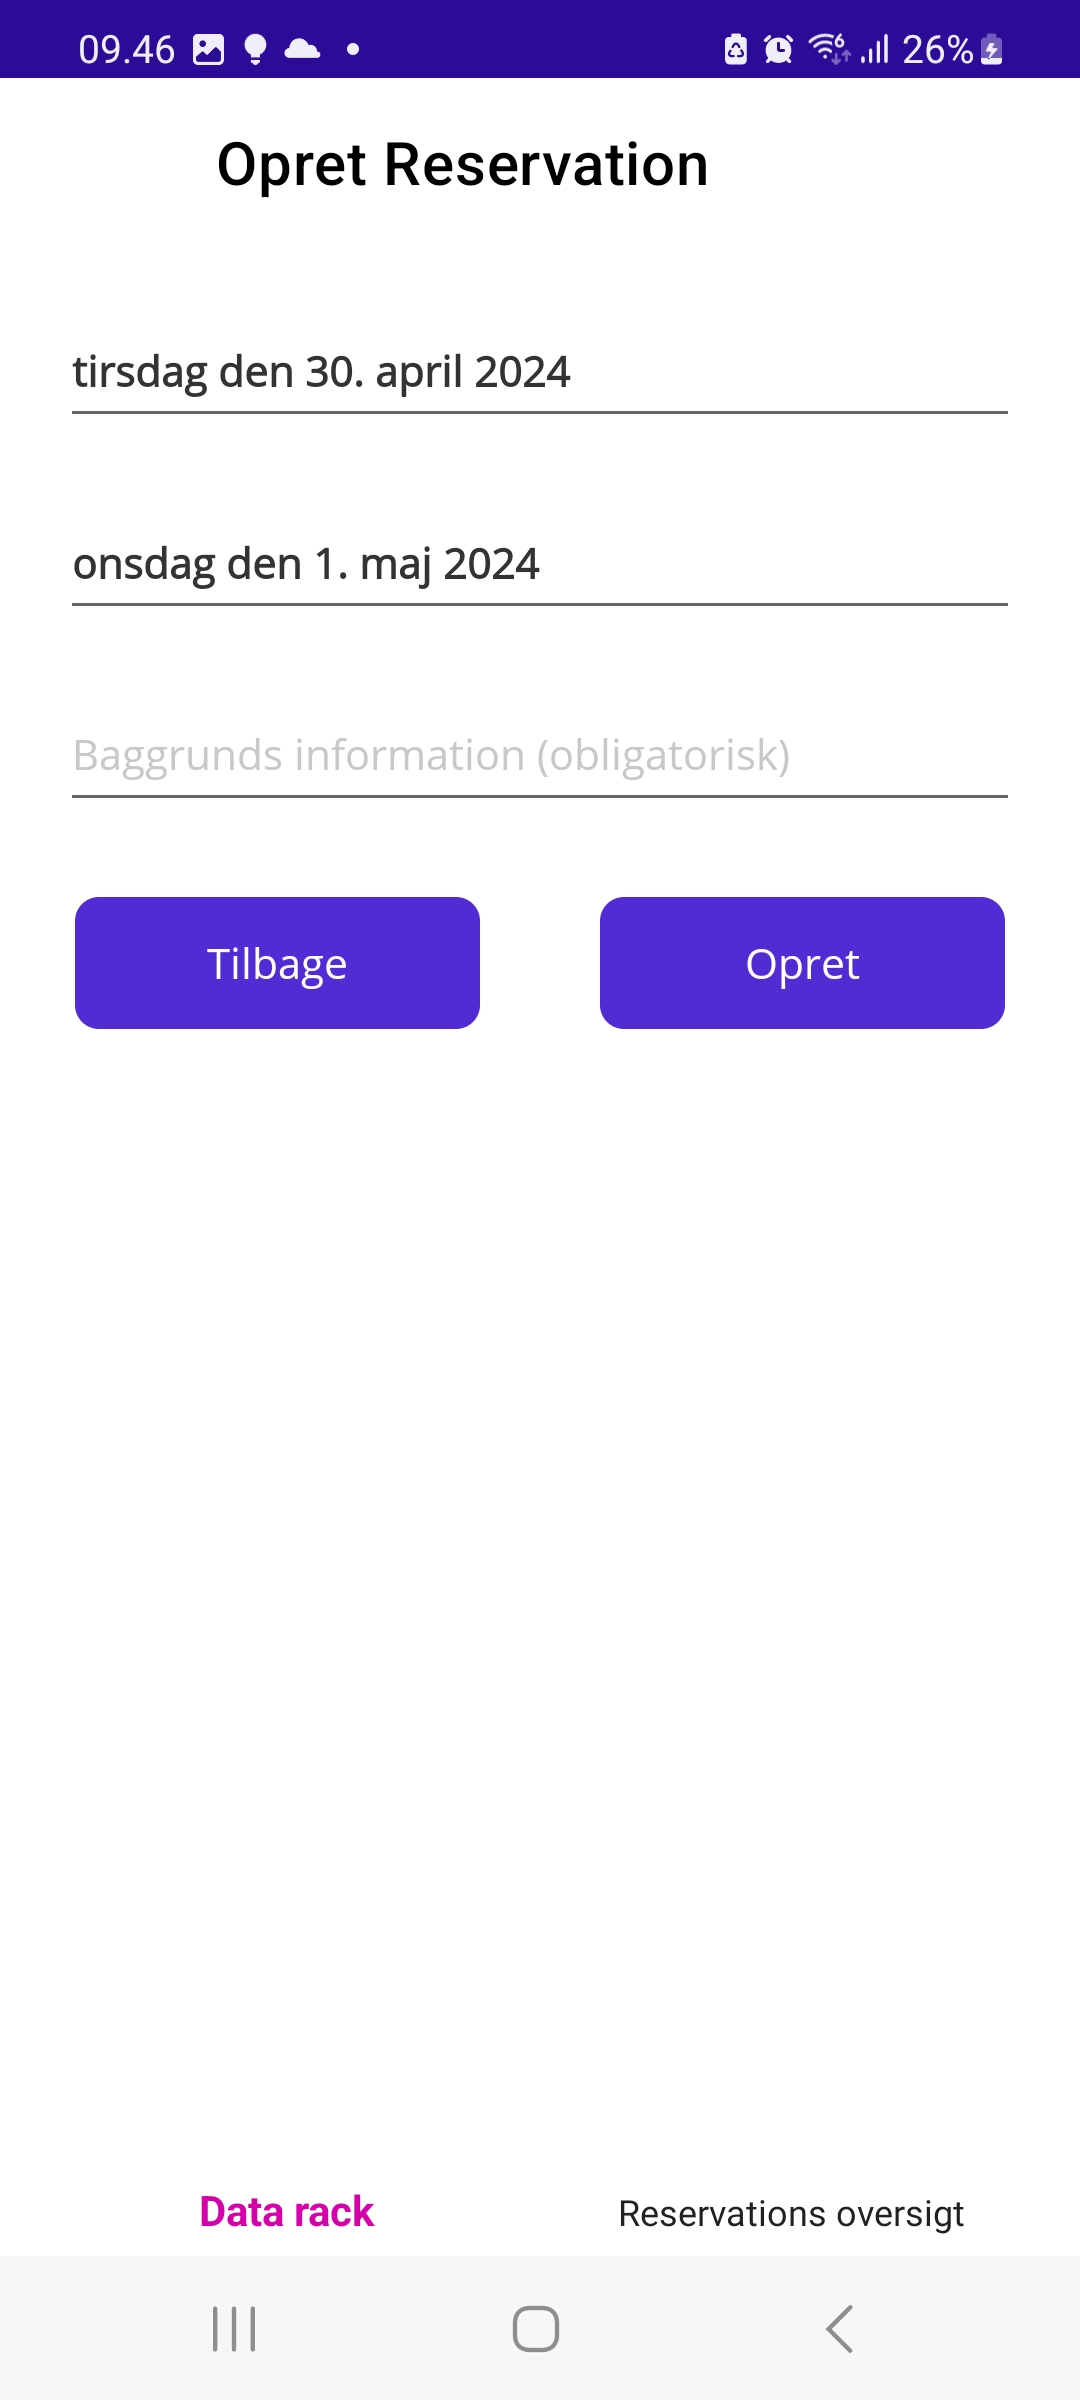 09.46 26%
Opret Reservation
tirsdag den 30. april 2024
onsdag den 1. maj 2024
Baggrunds information (obligatorisk)
Tilbage Opret
Data rack Reservations oversigt